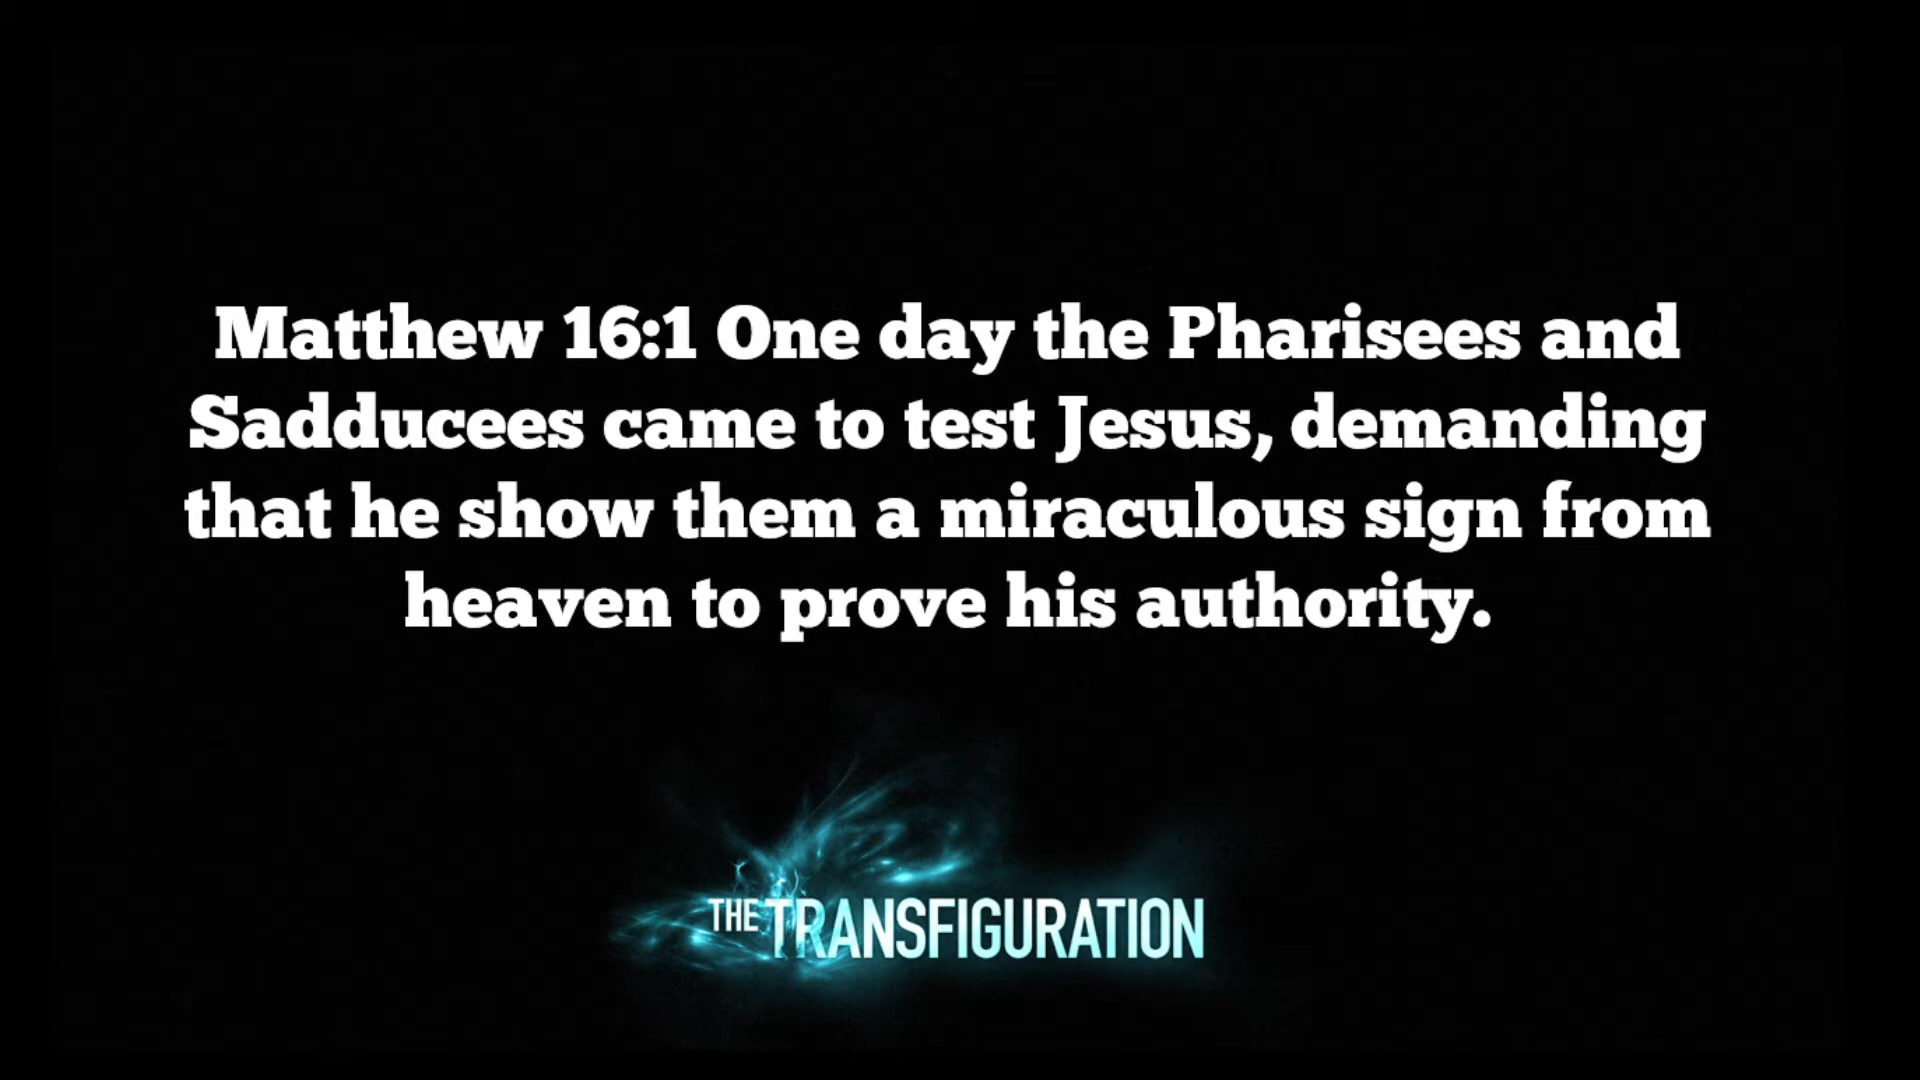 Matthew 16:1 One day the Pharisees and
Sadducees came to test Jesus, demanding
that he show them a miraculous sign from
heaven to prove his authority.
THE TRANSFIGURATION